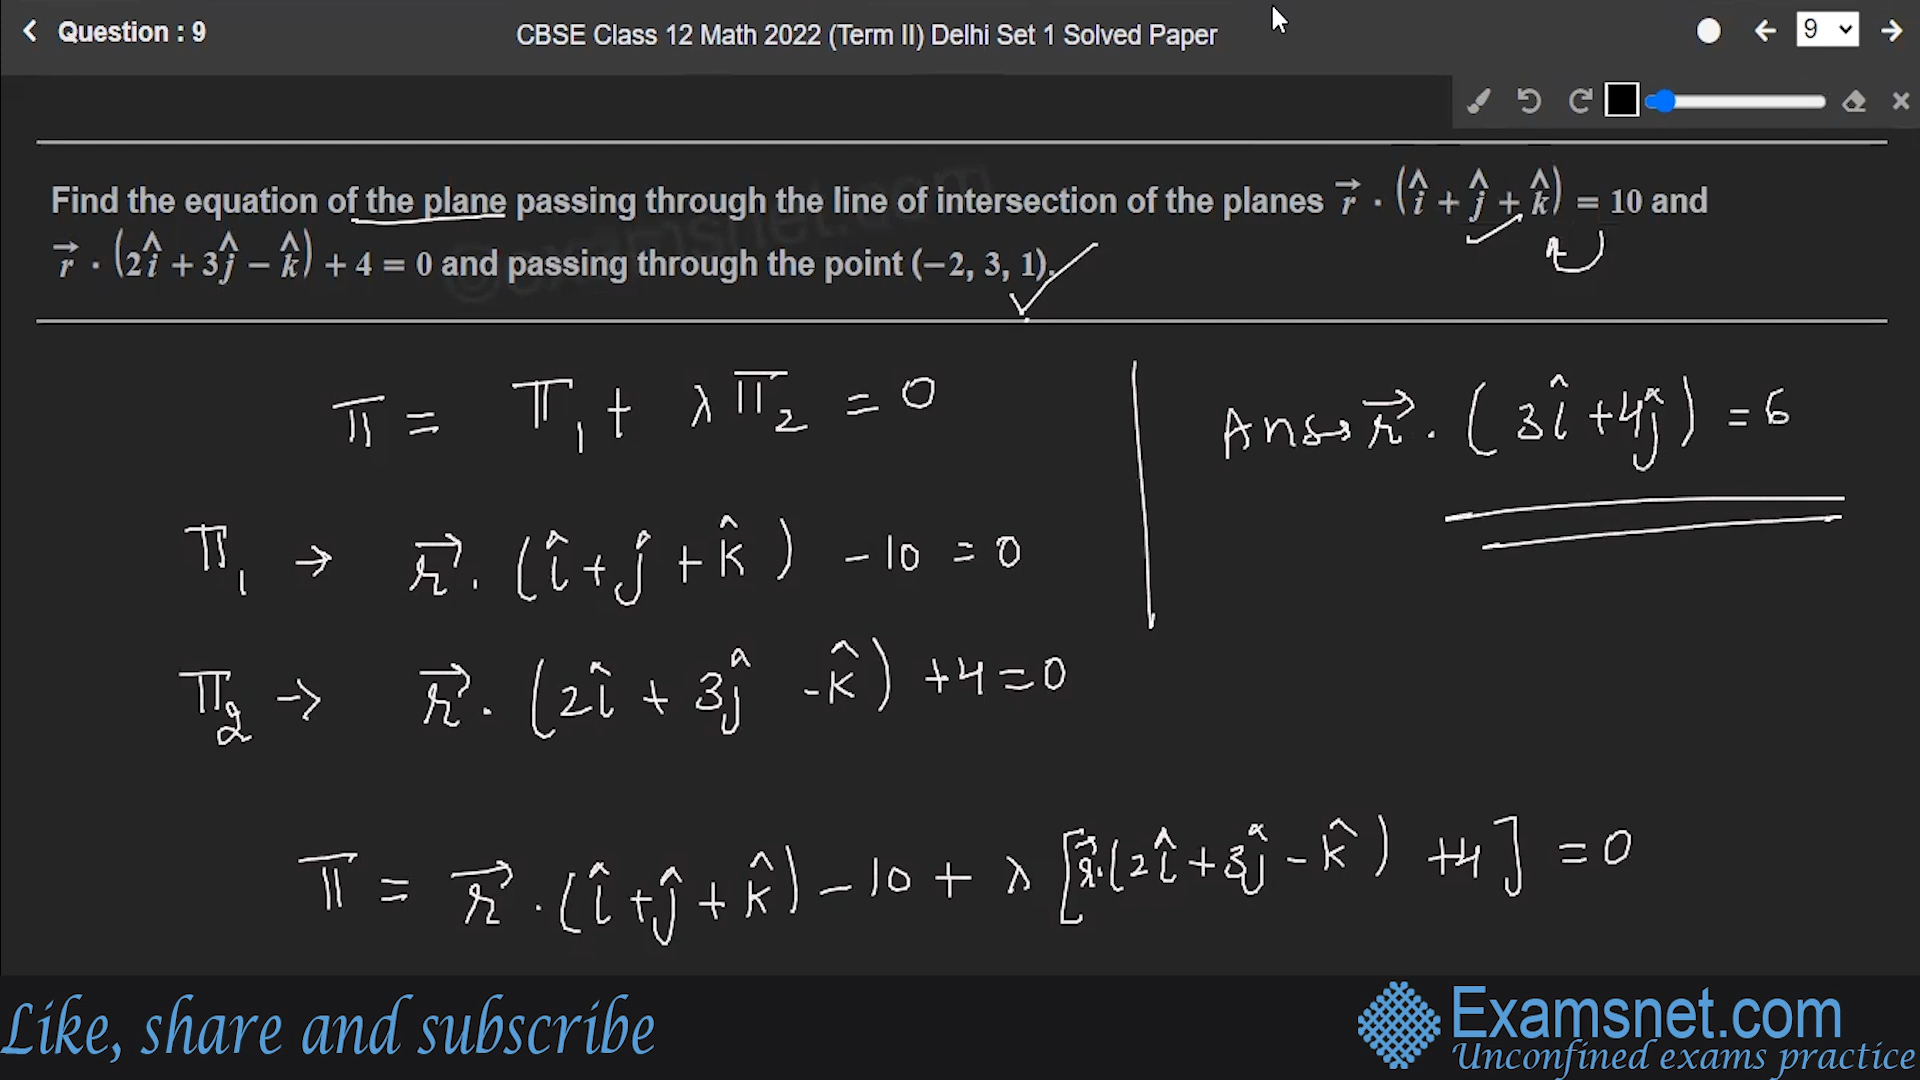 Question : 9
CBSE Class 12 Math 2022 (Term II) Delhi Set 1 Solved Paper
9
Find the equation of the plane passing through the line of intersection of the planes r⃗ · (î + ĵ + k̂) = 10 and
r⃗ · (2î + 3ĵ − k̂) + 4 = 0 and passing through the point (−2, 3, 1).
©examsnet.com
π = π₁ + λ π₂ = 0
Ans → r⃗ . (3î + 4ĵ) = 6
π₁ → r⃗ . (î + ĵ + k̂) − 10 = 0
π₂ → r⃗ . (2î + 3ĵ − k̂) + 4 = 0
π = r⃗ . (î + ĵ + k̂) − 10 + λ [r⃗.(2î + 3ĵ − k̂) + 4] = 0
Like, share and subscribe
Examsnet.com
Unconfined exams practice